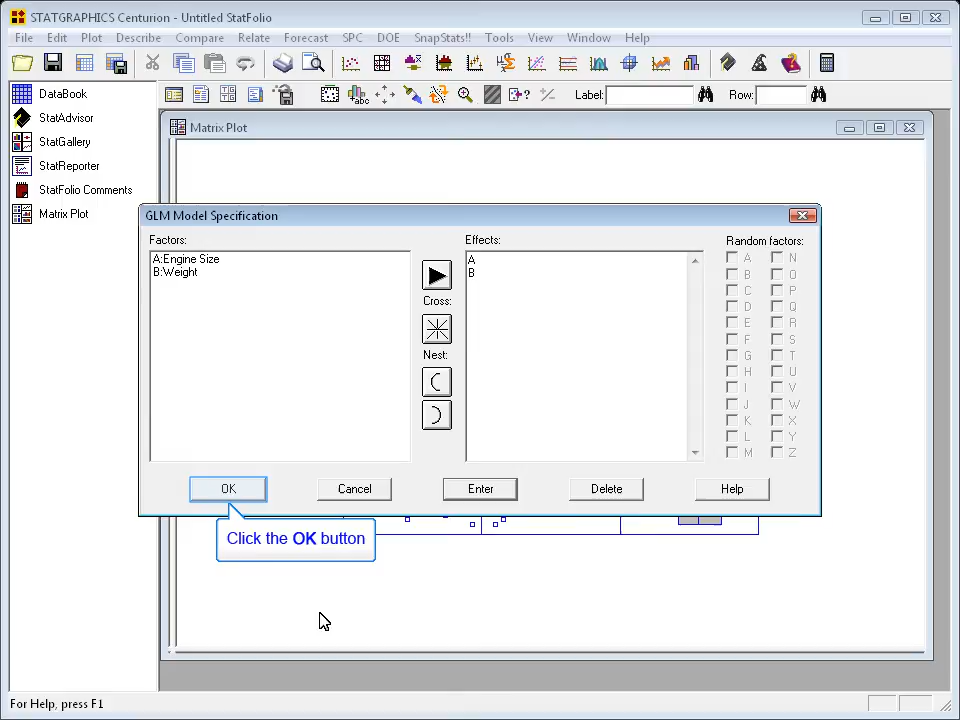 STATGRAPHICS Centurion - Untitled StatFolio
File Edit Plot Describe Compare Relate Forecast SPC DOE SnapStats!! Tools View Window Help
Label: Row:
DataBook
StatAdvisor
StatGallery
StatReporter
StatFolio Comments
Matrix Plot
Matrix Plot
GLM Model Specification
Factors:
A:Engine Size
B:Weight
Cross:
Nest:
Effects:
A
B
Random factors:
A N
B O
C P
D Q
E R
F S
G T
H U
I V
J W
K X
L Y
M Z
OK Cancel Enter Delete Help
Click the OK button
For Help, press F1